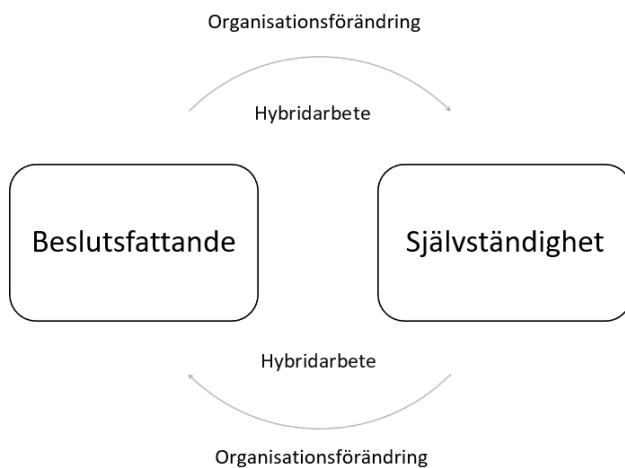 Organisationsförändring
Hybridarbete
Beslutsfattande
Självständighet
Hybridarbete
Organisationsförändring